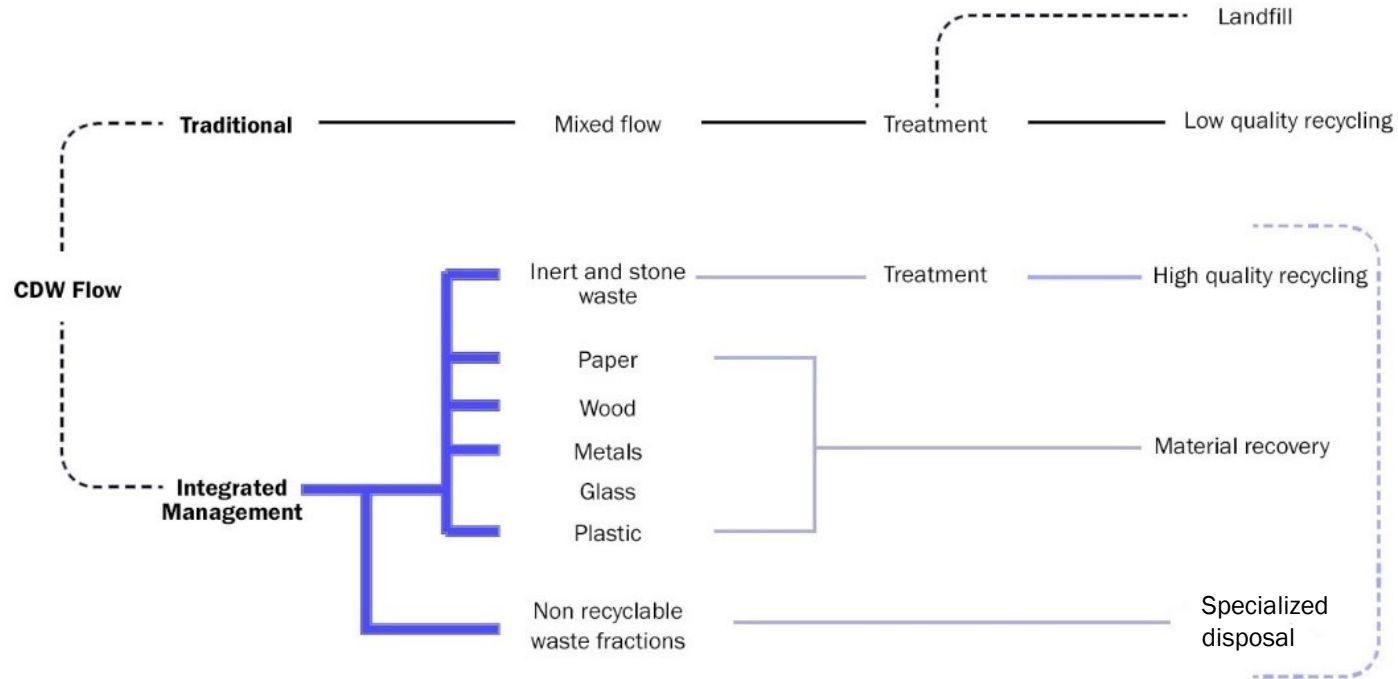 Landfill
Traditional
Mixed flow
Treatment
Low quality recycling
CDW Flow
Inert and stone
waste
Treatment
High quality recycling
Paper
Wood
Metals
Glass
Plastic
Material recovery
Integrated
Management
Non recyclable
waste fractions
Specialized
disposal